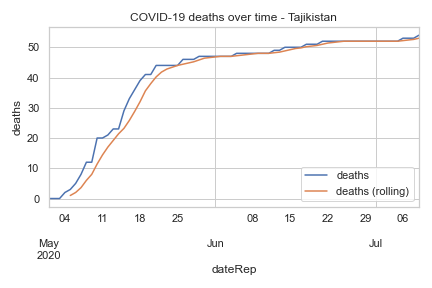 COVID-19 deaths over time - Tajikistan
deaths
50
40
30
20
10
0
deaths
deaths (rolling)
04 11 18 25 08 15 22 29 06
May Jun Jul
2020
dateRep